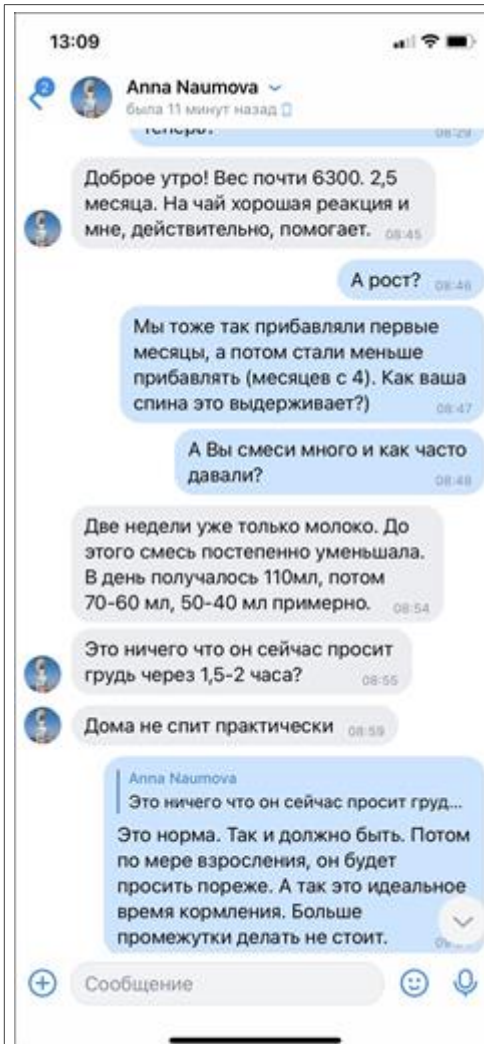 13:09
2
Anna Naumova
была 11 минут назад
08:29
Доброе утро! Вес почти 6300. 2,5
месяца. На чай хорошая реакция и
мне, действительно, помогает. 08:45
А рост? 08:46
Мы тоже так прибавляли первые
месяцы, а потом стали меньше
прибавлять (месяцев с 4). Как ваша
спина это выдерживает?) 08:47
А Вы смеси много и как часто
давали? 08:48
Две недели уже только молоко. До
этого смесь постепенно уменьшала.
В день получалось 110мл, потом
70-60 мл, 50-40 мл примерно. 08:54
Это ничего что он сейчас просит
грудь через 1,5-2 часа? 08:55
Дома не спит практически 08:59
Anna Naumova
Это ничего что он сейчас просит груд...
Это норма. Так и должно быть. Потом
по мере взросления, он будет
просить пореже. А так это идеальное
время кормления. Больше
промежутки делать не стоит.
Сообщение